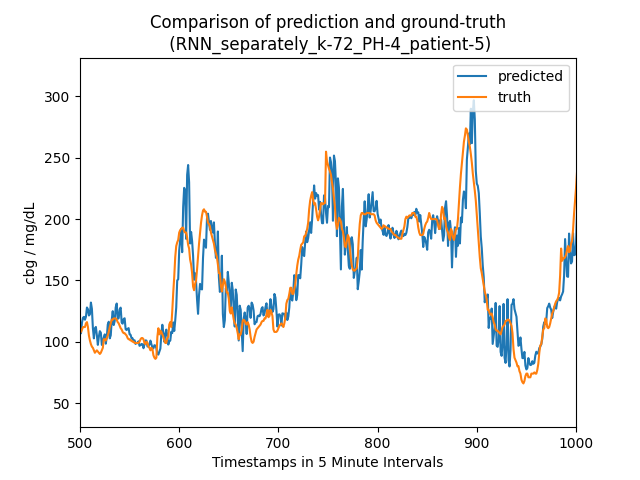 Comparison of prediction and ground-truth
(RNN_separately_k-72_PH-4_patient-5)
predicted
truth
300
250
200
150
100
50
cbg / mg/dL
500
600
700
800
900
1000
Timestamps in 5 Minute Intervals